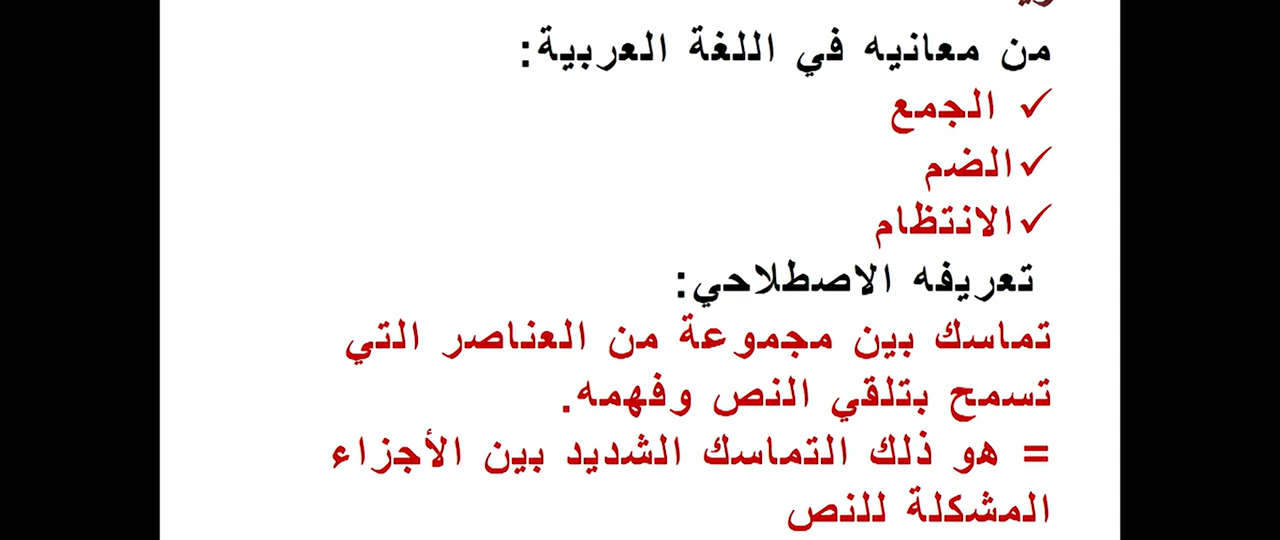 من معانيه في اللغة العربية:
✓ الجمع
✓الضم
✓الانتظام
تعريفه الاصطلاحي:
تماسك بين مجموعة من العناصر التي
تسمح بتلقي النص وفهمه.
= هو ذلك التماسك الشديد بين الأجزاء
المشكلة للنص